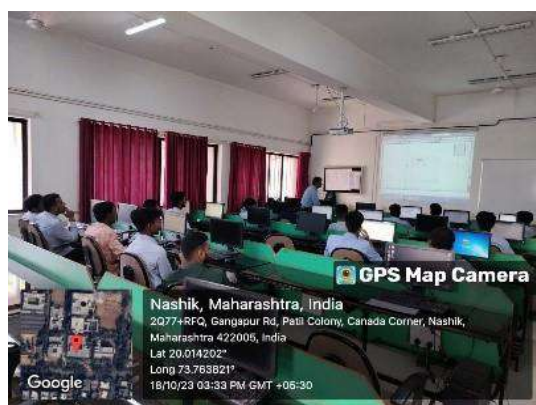 GPS Map Camera
Nashik, Maharashtra, India
2Q77+RFQ, Gangapur Rd, Patil Colony, Canada Corner, Nashik,
Maharashtra 422005, India
Lat 20.014202°
Long 73.763821°
18/10/23 03:33 PM GMT +05:30
Google